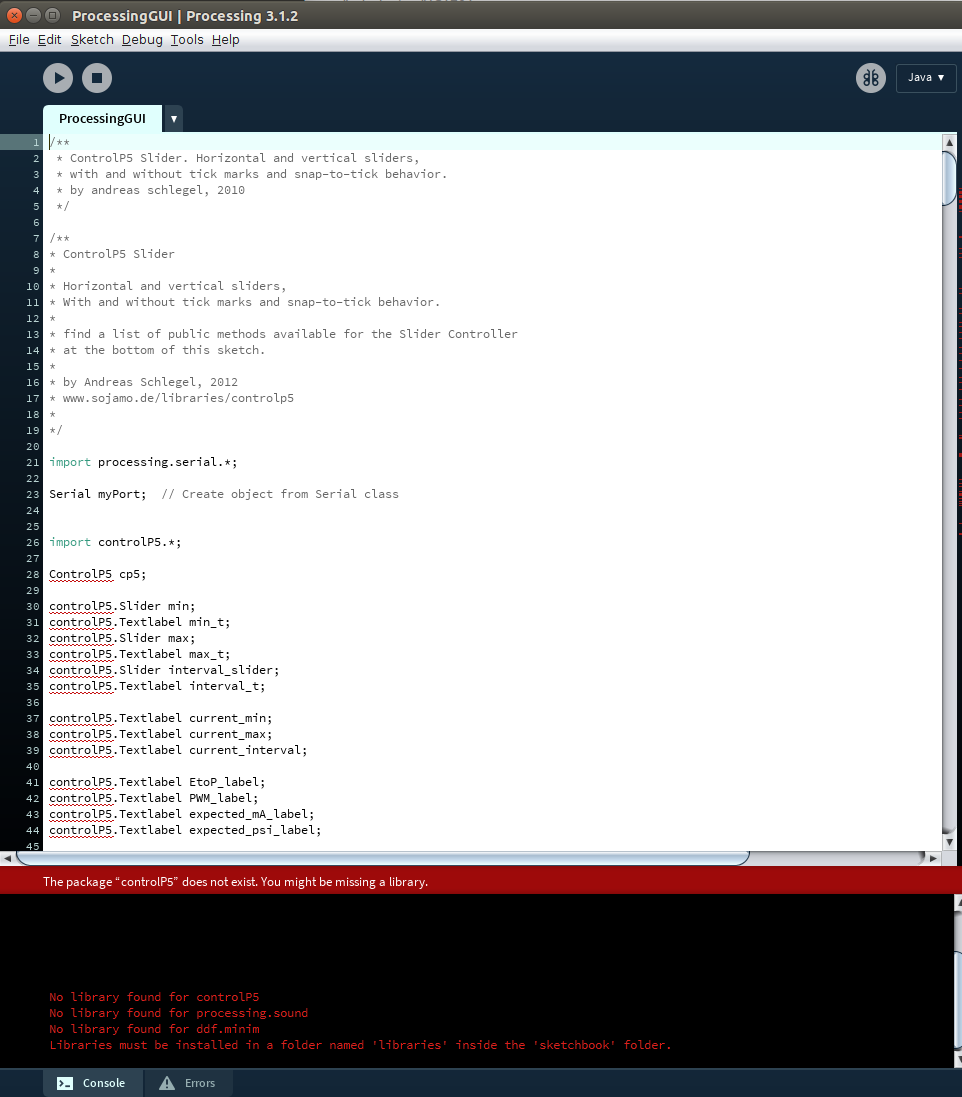 ProcessingGUI | Processing 3.1.2
File Edit Sketch Debug Tools Help
Java ▼
ProcessingGUI ▼
1 /**
2  * ControlP5 Slider. Horizontal and vertical sliders,
3  * with and without tick marks and snap-to-tick behavior.
4  * by andreas schlegel, 2010
5  */
6
7 /**
8 * ControlP5 Slider
9 *
10 * Horizontal and vertical sliders,
11 * With and without tick marks and snap-to-tick behavior.
12 *
13 * find a list of public methods available for the Slider Controller
14 * at the bottom of this sketch.
15 *
16 * by Andreas Schlegel, 2012
17 * www.sojamo.de/libraries/controlp5
18 *
19 */
20
21 import processing.serial.*;
22
23 Serial myPort;  // Create object from Serial class
24
25
26 import controlP5.*;
27
28 ControlP5 cp5;
29
30 controlP5.Slider min;
31 controlP5.Textlabel min_t;
32 controlP5.Slider max;
33 controlP5.Textlabel max_t;
34 controlP5.Slider interval_slider;
35 controlP5.Textlabel interval_t;
36
37 controlP5.Textlabel current_min;
38 controlP5.Textlabel current_max;
39 controlP5.Textlabel current_interval;
40
41 controlP5.Textlabel EtoP_label;
42 controlP5.Textlabel PWM_label;
43 controlP5.Textlabel expected_mA_label;
44 controlP5.Textlabel expected_psi_label;
45
The package “controlP5” does not exist. You might be missing a library.
No library found for controlP5
No library found for processing.sound
No library found for ddf.minim
Libraries must be installed in a folder named 'libraries' inside the 'sketchbook' folder.
Console Errors